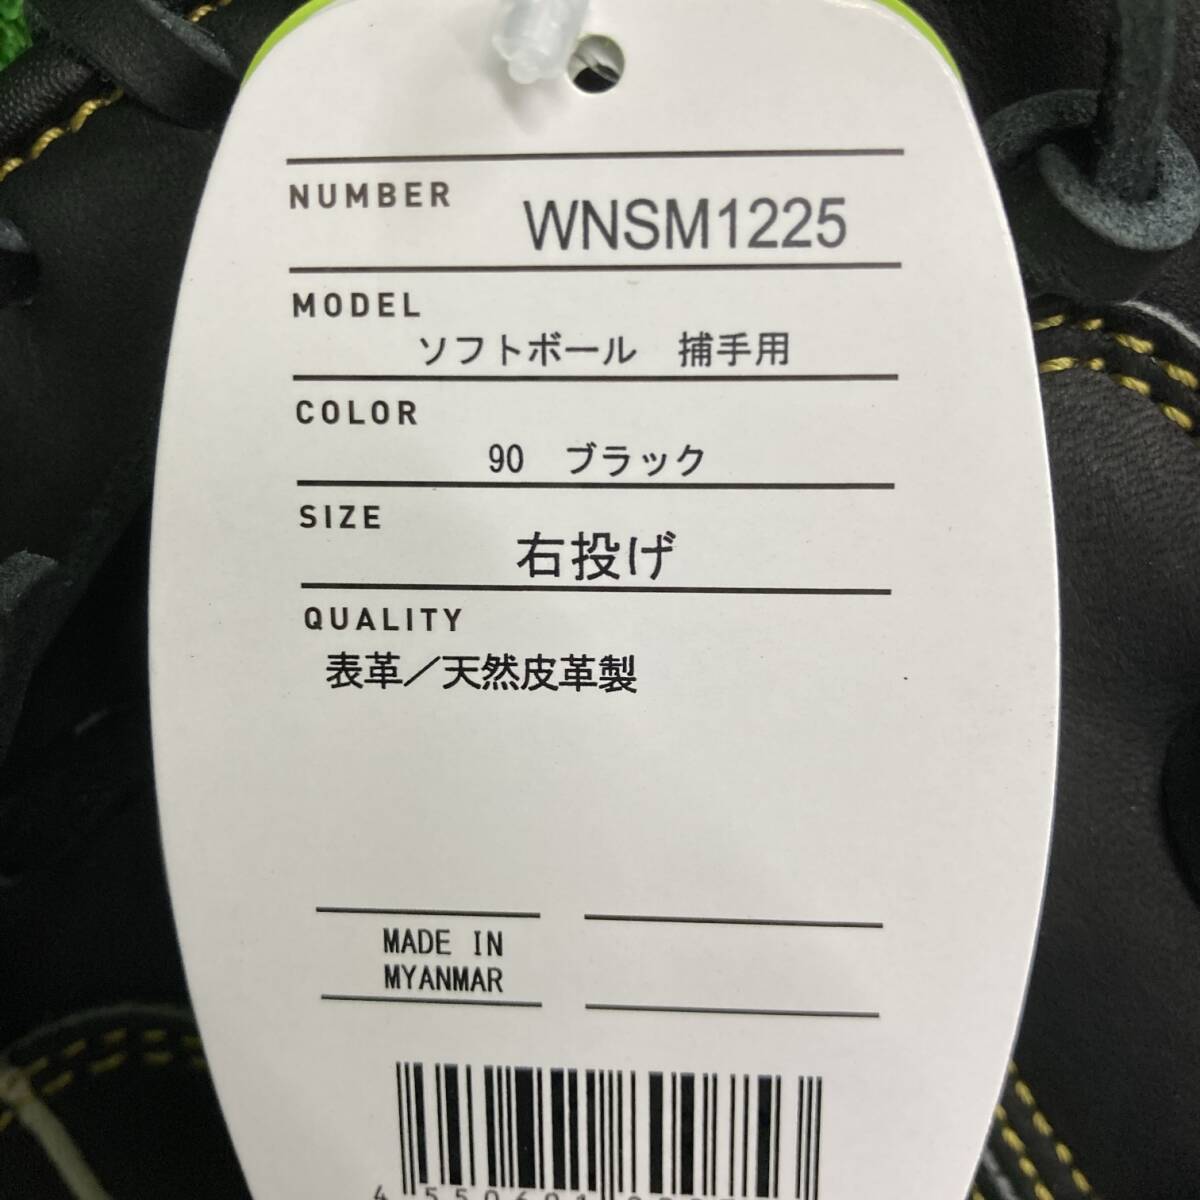 NUMBER WNSM1225
MODEL
ソフトボール　捕手用
COLOR
90　ブラック
SIZE
右投げ
QUALITY
表革／天然皮革製
MADE IN
MYANMAR